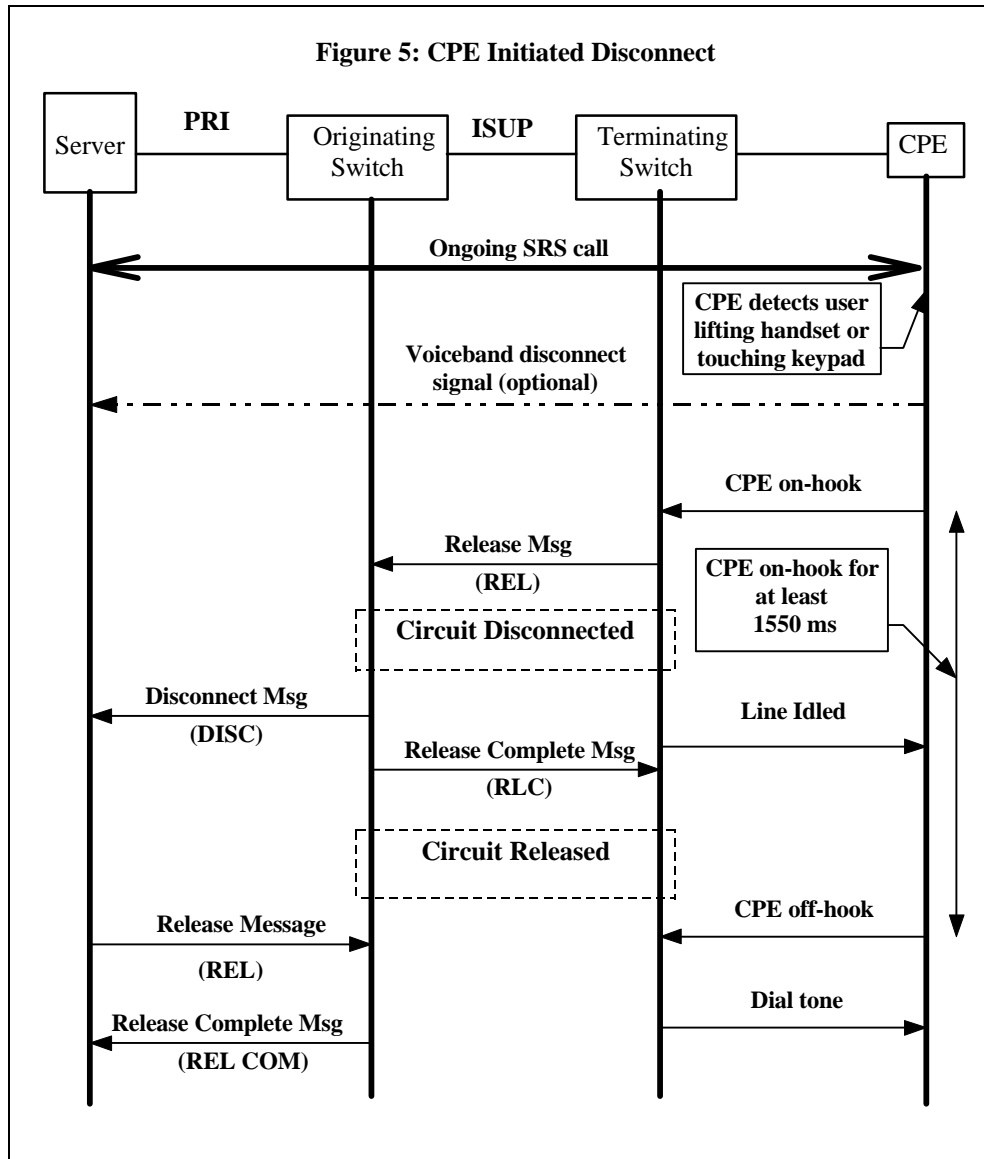 Figure 5: CPE Initiated Disconnect
Server
PRI
Originating
Switch
ISUP
Terminating
Switch
CPE
Ongoing SRS call
CPE detects user
lifting handset or
touching keypad
Voiceband disconnect
signal (optional)
CPE on-hook
Release Msg
(REL)
CPE on-hook for
at least
1550 ms
Circuit Disconnected
Disconnect Msg
(DISC)
Line Idled
Release Complete Msg
(RLC)
Circuit Released
CPE off-hook
Release Message
(REL)
Dial tone
Release Complete Msg
(REL COM)